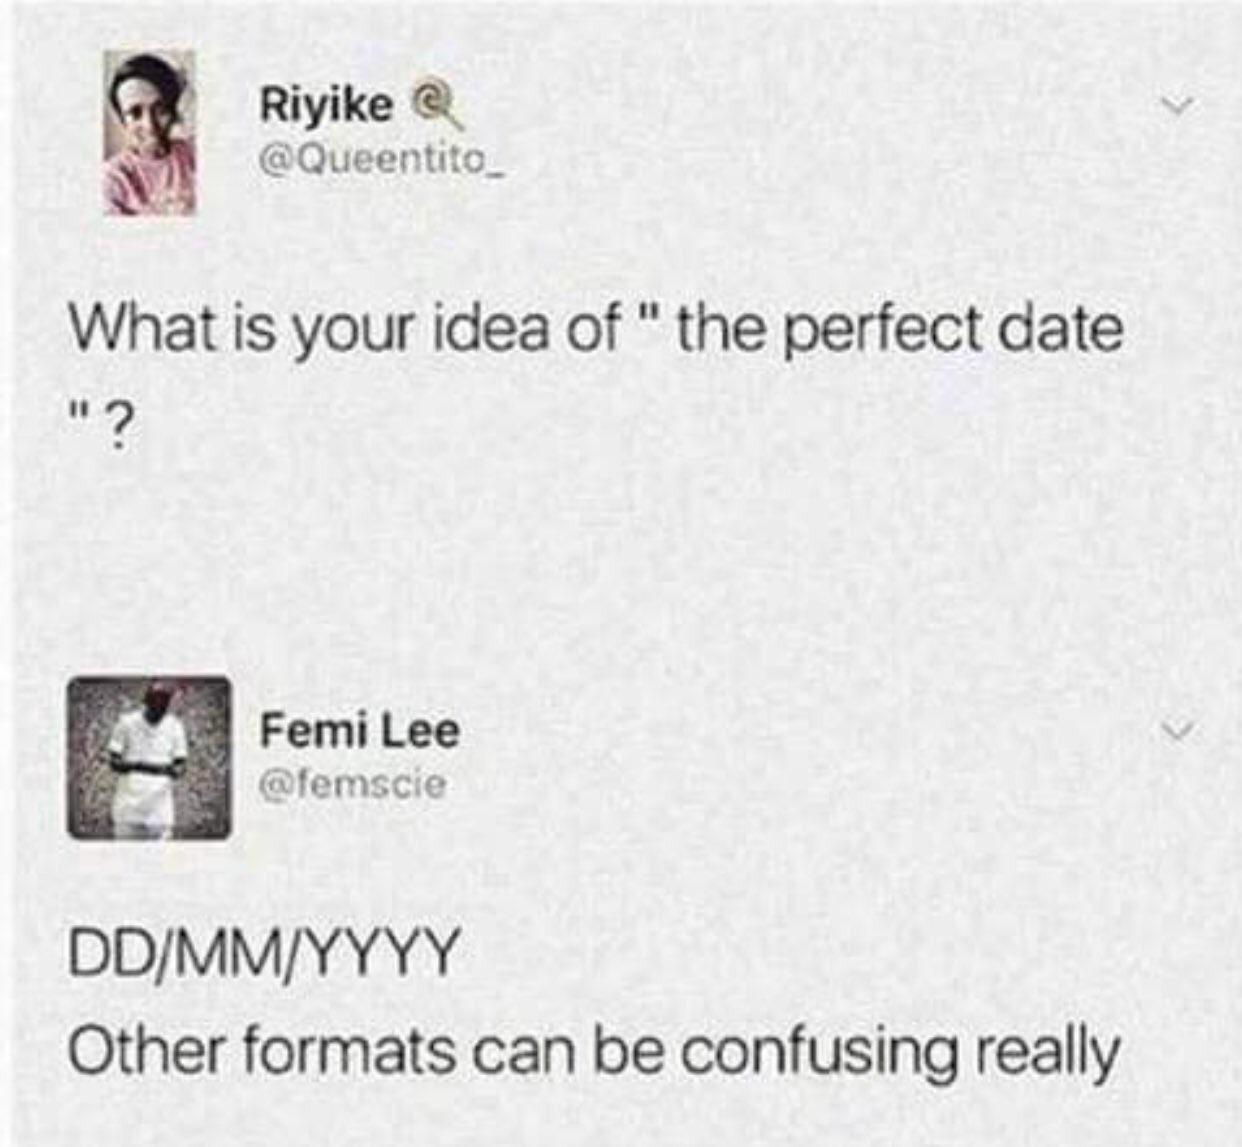 Riyike 🍭
@Queentito_
What is your idea of " the perfect date
" ?
Femi Lee
@femscie
DD/MM/YYYY
Other formats can be confusing really